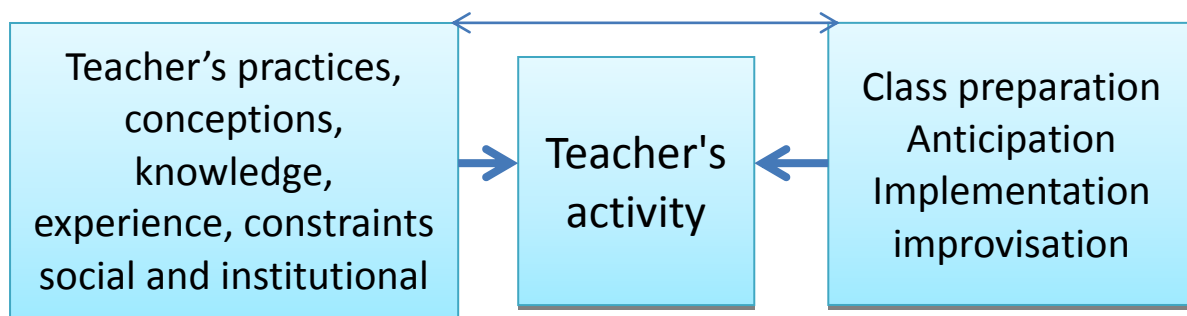 Teacher’s practices,
conceptions,
knowledge,
experience, constraints
social and institutional
Teacher's
activity
Class preparation
Anticipation
Implementation
improvisation